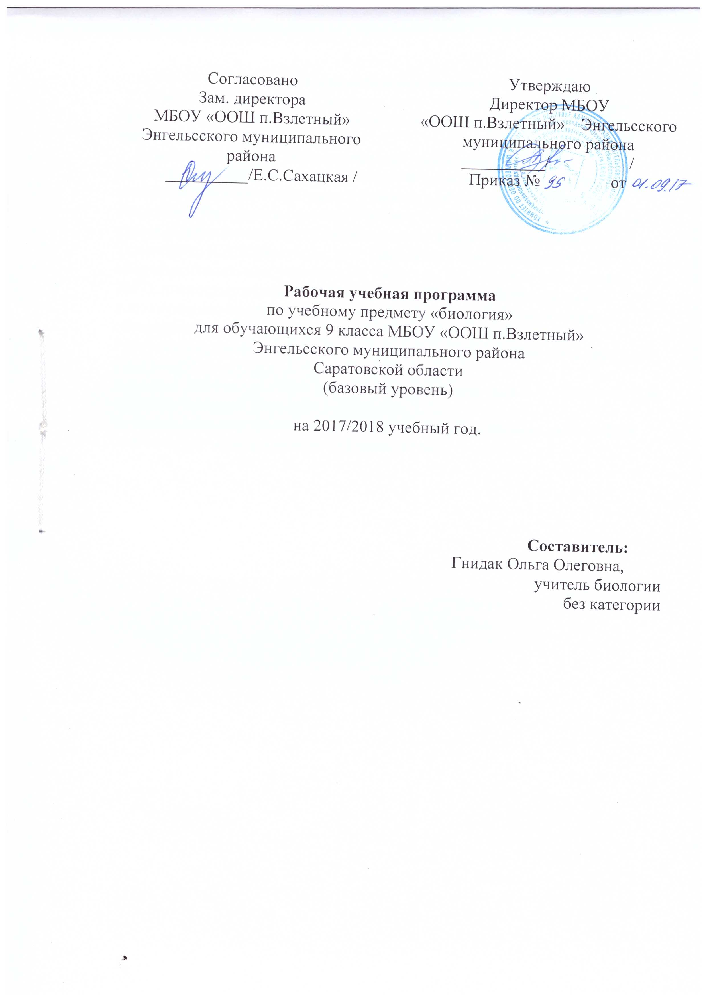 Согласовано
Зам. директора
МБОУ «ООШ п.Взлетный»
Энгельсского муниципального
района
/Е.С.Сахацкая /
Утверждаю
Директор МБОУ
«ООШ п.Взлетный» Энгельсского
муниципального района
/ /
Приказ № 95 от 01.09.17
Рабочая учебная программа
по учебному предмету «биология»
для обучающихся 9 класса МБОУ «ООШ п.Взлетный»
Энгельсского муниципального района
Саратовской области
(базовый уровень)
на 2017/2018 учебный год.
Составитель:
Гнидак Ольга Олеговна,
учитель биологии
без категории